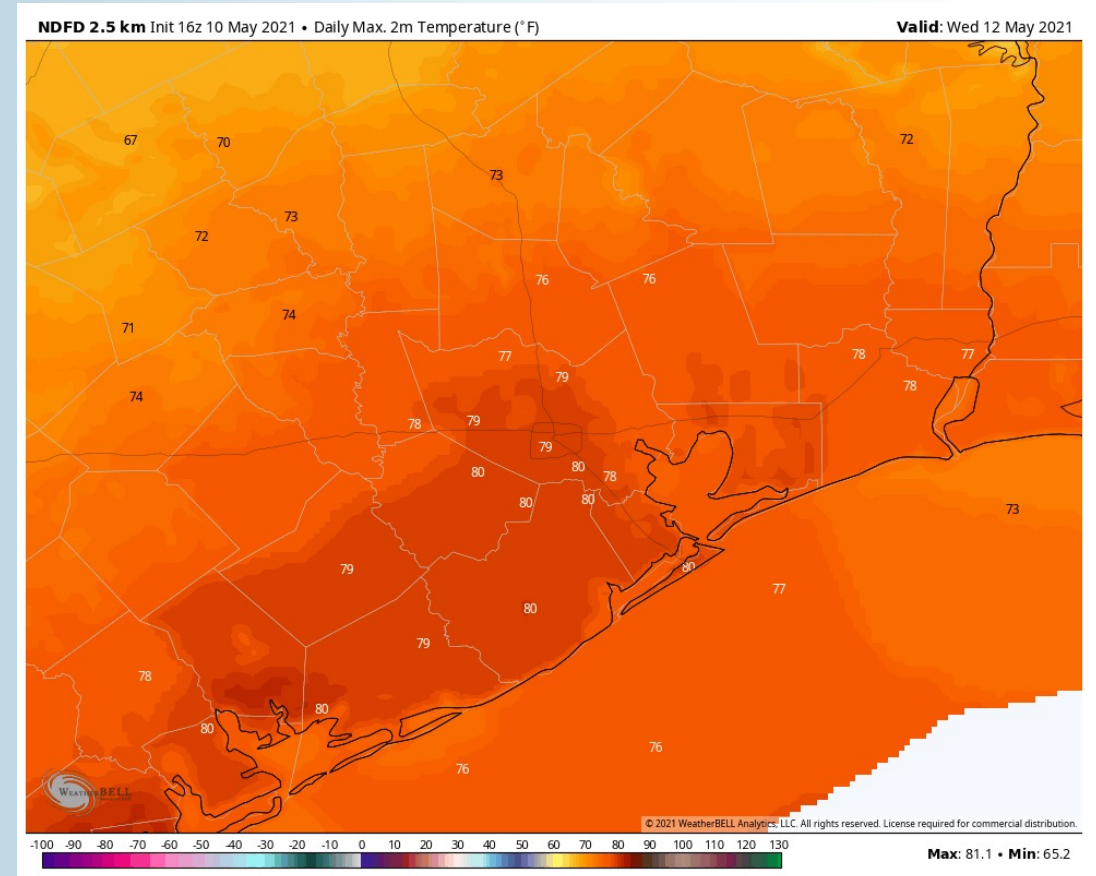 NDFD 2.5 km Init 16z 10 May 2021 • Daily Max. 2m Temperature (°F) Valid: Wed 12 May 2021
67 70 72
73
73
72
76 76
71 74
77 78 77
79 78
74
78 79
79
80 80 78
80 80
73
79 80
77
80
79
78
80
80
76
76
WEATHERBELL
© 2021 WeatherBELL Analytics, LLC. All rights reserved. License required for commercial distribution.
-100 -90 -80 -70 -60 -50 -40 -30 -20 -10 0 10 20 30 40 50 60 70 80 90 100 110 120 130
Max: 81.1 • Min: 65.2